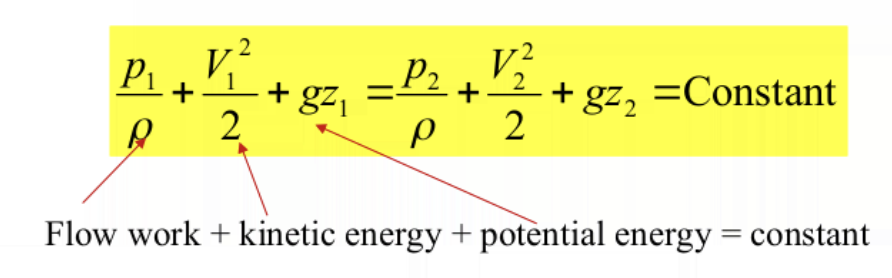 p₁/ρ + V₁²/2 + gz₁ = p₂/ρ + V₂²/2 + gz₂ = Constant
Flow work + kinetic energy + potential energy = constant